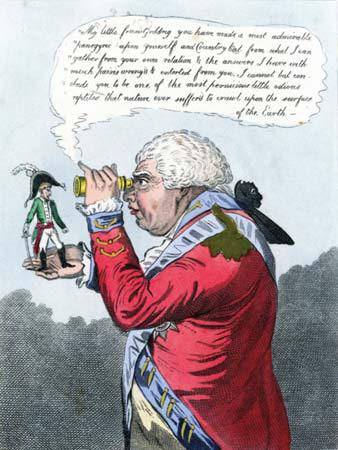 "My little friend Grildrig you have made a most admirable
"panegyric upon yourself and Country, but from what I can
"gather from your own relation & the answers I have with
"much pains wrung'd & extorted from you, I cannot but con-
clude you to be one of the most pernicious little odious
reptiles that nature ever suffer'd to crawl upon the surface
of the Earth —